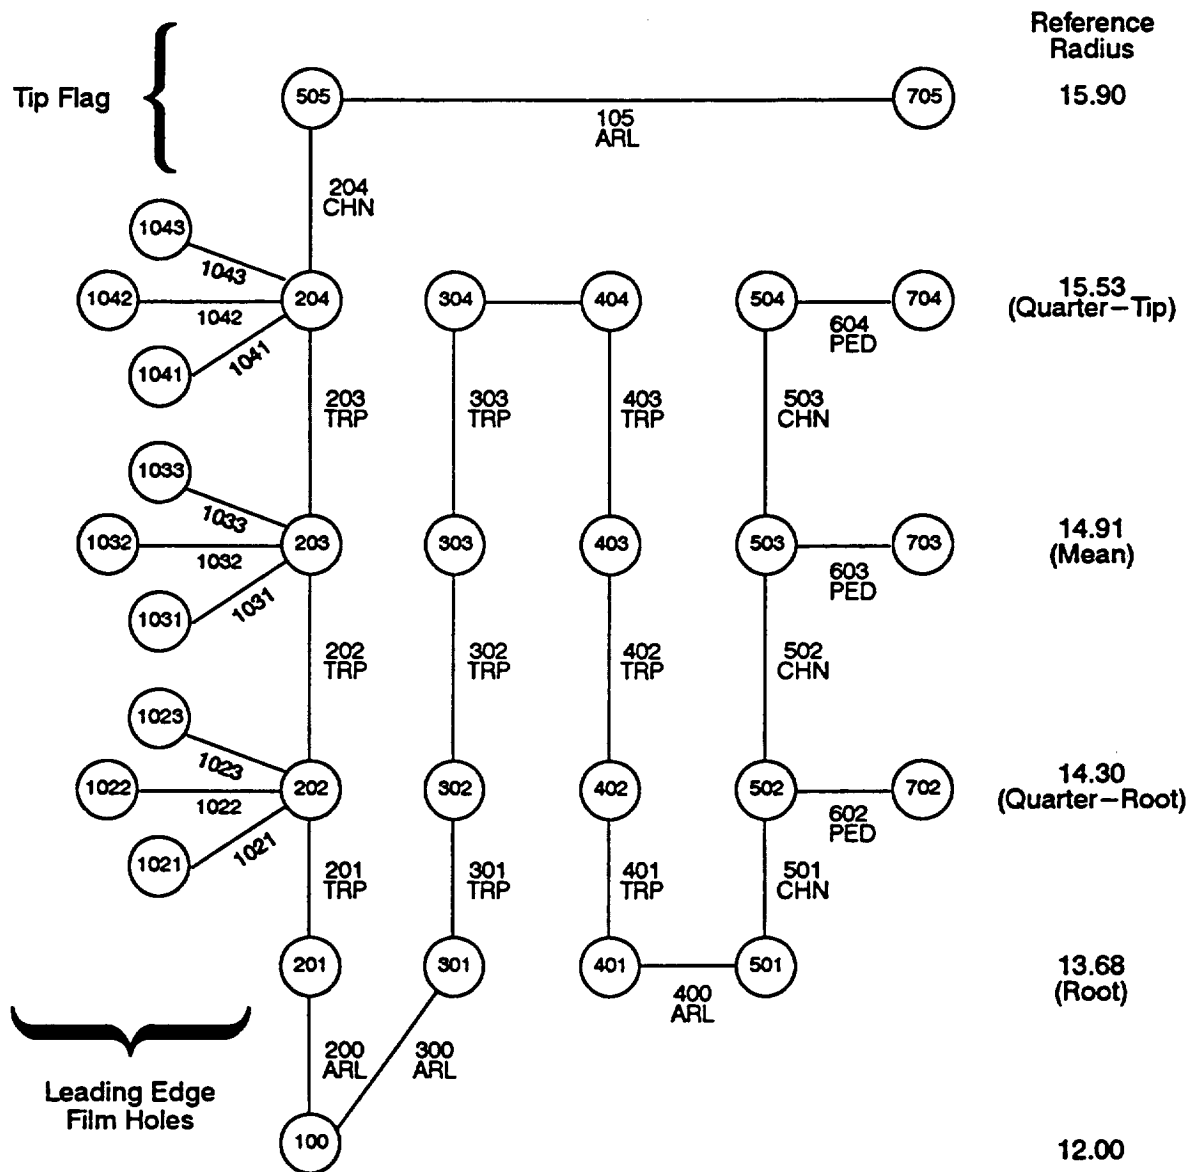 Reference
Radius
Tip Flag
505
705
15.90
105
ARL
204
CHN
1043
1043
1042
1042
204
304
404
504
704
15.53
(Quarter-Tip)
604
PED
1041
1041
203
TRP
303
TRP
403
TRP
503
CHN
1033
1033
1032
1032
203
303
403
503
703
14.91
(Mean)
603
PED
1031
1031
202
TRP
302
TRP
402
TRP
502
CHN
1023
1023
1022
1022
202
302
402
502
702
14.30
(Quarter-Root)
602
PED
1021
1021
201
TRP
301
TRP
401
TRP
501
CHN
201
301
401
501
13.68
(Root)
400
ARL
200
ARL
300
ARL
Leading Edge
Film Holes
100
12.00